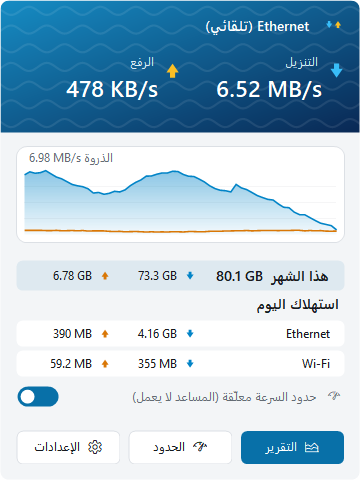 Ethernet (تلقائي)
التنزيل
6.52 MB/s
الرفع
478 KB/s
الذروة 6.98 MB/s
هذا الشهر 80.1 GB 73.3 GB 6.78 GB
استهلاك اليوم
Ethernet 4.16 GB 390 MB
Wi-Fi 355 MB 59.2 MB
حدود السرعة معلّقة (المساعد لا يعمل)
التقرير
الحدود
الإعدادات